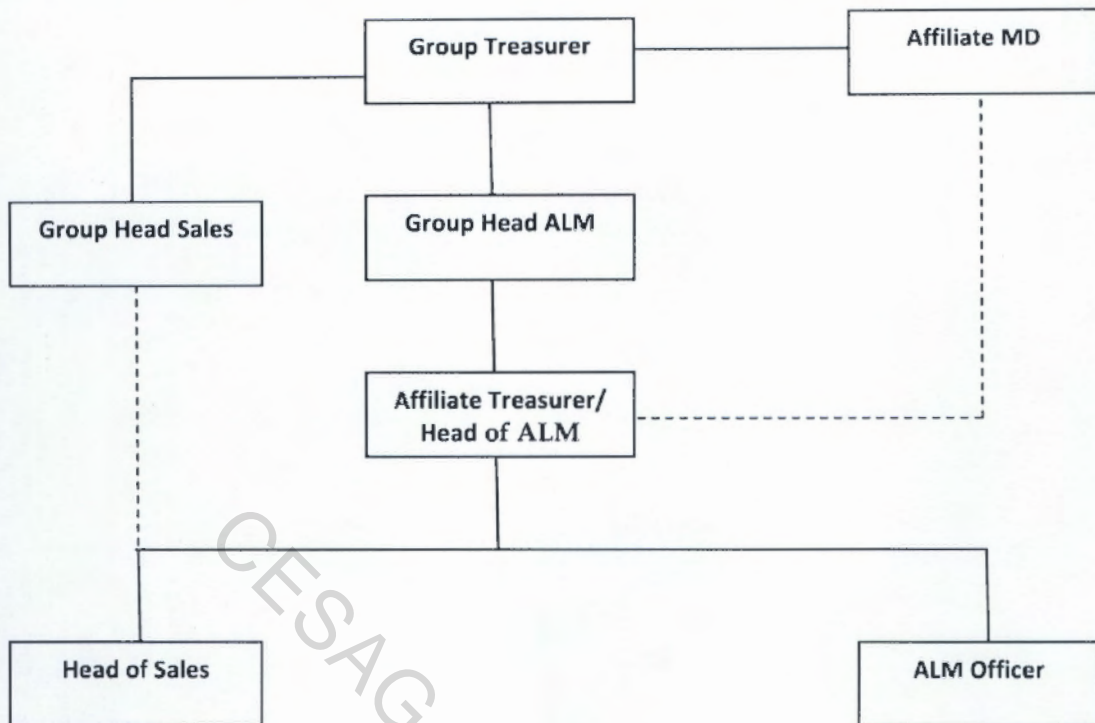 Group Treasurer
Affiliate MD
Group Head Sales
Group Head ALM
Affiliate Treasurer/
Head of ALM
CESAG
Head of Sales
ALM Officer